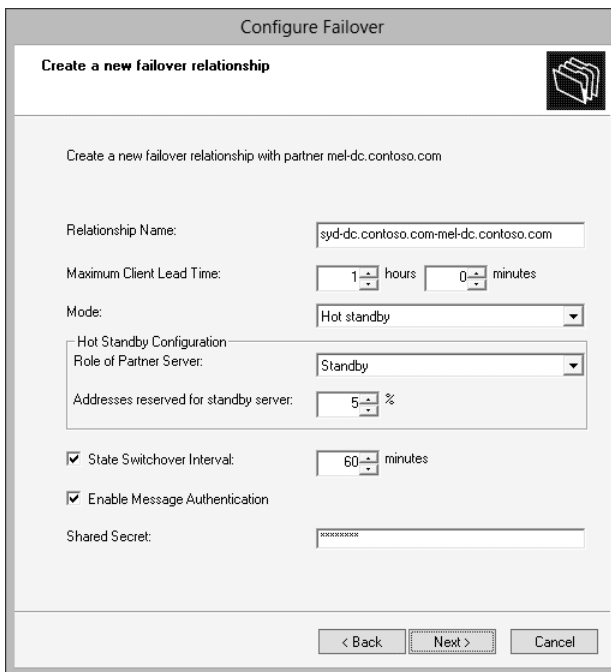 Configure Failover
Create a new failover relationship
Create a new failover relationship with partner mel-dc.contoso.com
Relationship Name: syd-dc.contoso.com-mel-dc.contoso.com
Maximum Client Lead Time: 1 hours 0 minutes
Mode: Hot standby
Hot Standby Configuration
Role of Partner Server: Standby
Addresses reserved for standby server: 5 %
State Switchover Interval: 60 minutes
Enable Message Authentication
Shared Secret: ********
< Back Next > Cancel